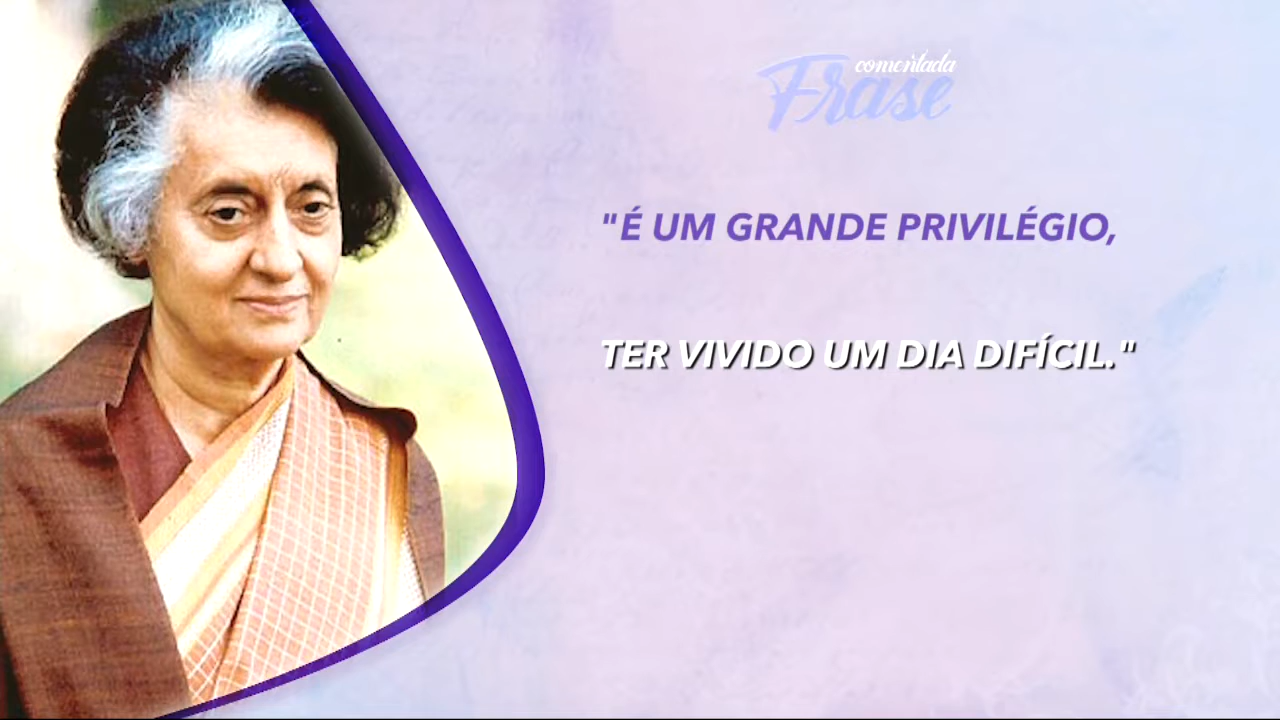 comentada
Frase
"É UM GRANDE PRIVILÉGIO,
TER VIVIDO UM DIA DIFÍCIL."